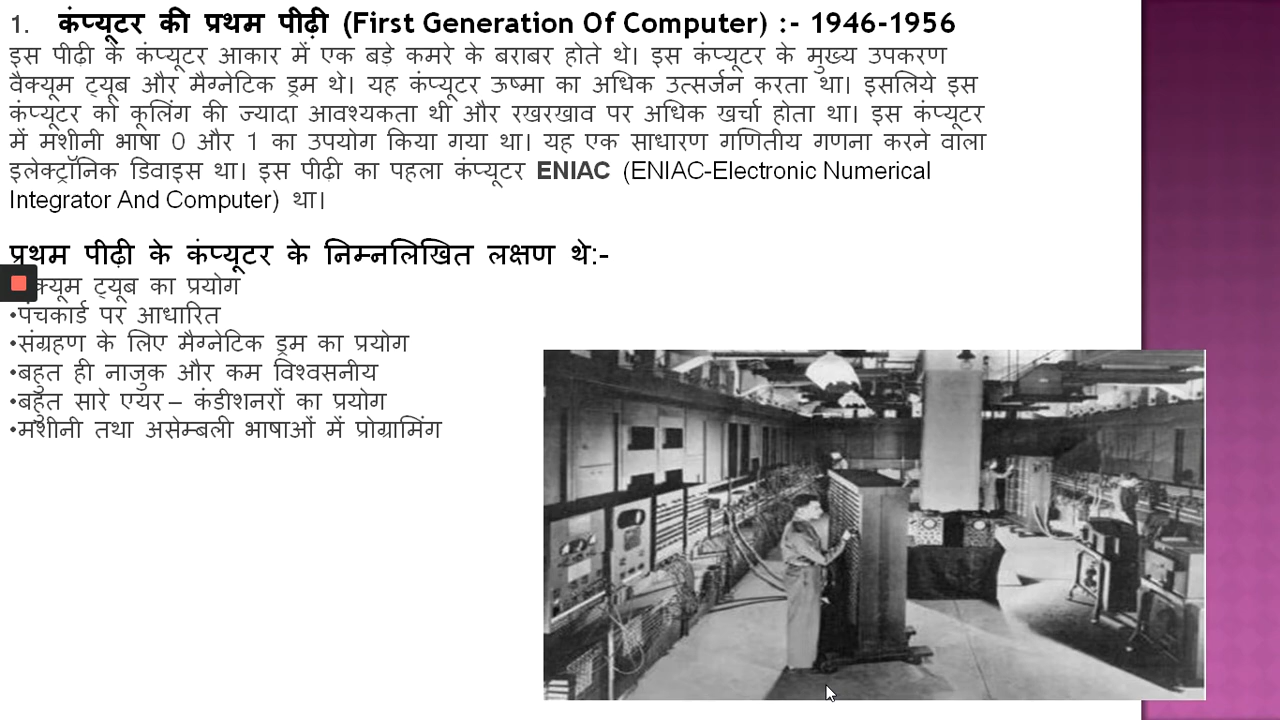 1. कंप्यूटर की प्रथम पीढ़ी (First Generation Of Computer) :- 1946-1956
इस पीढ़ी के कंप्यूटर आकार में एक बड़े कमरे के बराबर होते थे। इस कंप्यूटर के मुख्य उपकरण
वैक्यूम ट्यूब और मैग्नेटिक ड्रम थे। यह कंप्यूटर ऊष्मा का अधिक उत्सर्जन करता था। इसलिये इस
कंप्यूटर को कूलिंग की ज्यादा आवश्यकता थी और रखरखाव पर अधिक खर्चा होता था। इस कंप्यूटर
में मशीनी भाषा 0 और 1 का उपयोग किया गया था। यह एक साधारण गणितीय गणना करने वाला
इलेक्ट्रॉनिक डिवाइस था। इस पीढ़ी का पहला कंप्यूटर ENIAC (ENIAC-Electronic Numerical
Integrator And Computer) था।
प्रथम पीढ़ी के कंप्यूटर के निम्नलिखित लक्षण थे:-
ट्यूब का प्रयोग
•पंचकार्ड पर आधारित
•संग्रहण के लिए मैग्नेटिक ड्रम का प्रयोग
•बहुत ही नाजुक और कम विश्वसनीय
•बहुत सारे एयर – कंडीशनरों का प्रयोग
•मशीनी तथा असेम्बली भाषाओं में प्रोग्रामिंग